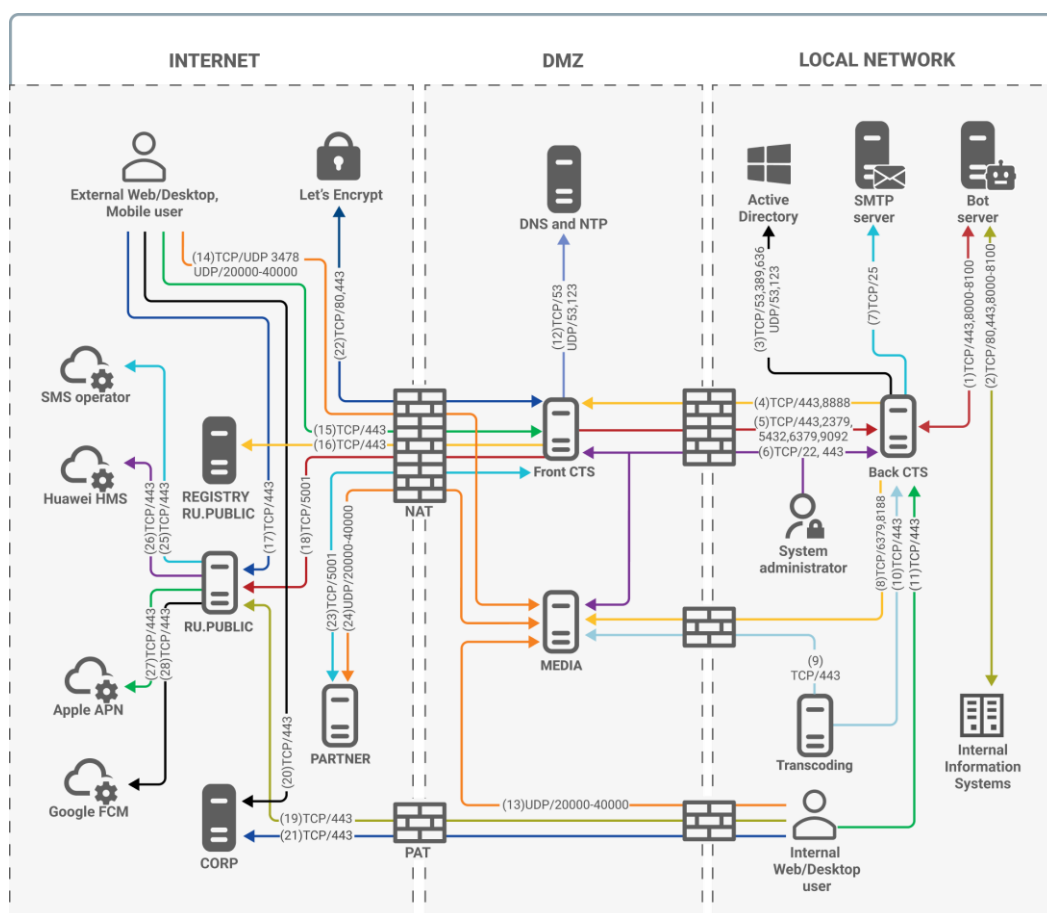 INTERNET
DMZ
LOCAL NETWORK
External Web/Desktop,
Mobile user
Let's Encrypt
DNS and NTP
Active
Directory
SMTP
server
Bot
server
(14)TCP/UDP 3478
UDP/20000-40000
(22)TCP/80,443
(12)TCP/53
UDP/53,123
(3)TCP/53,389,636
UDP/53,123
(7)TCP/25
(1)TCP/443,8000-8100
(2)TCP/80,443,8000-8100
SMS operator
Huawei HMS
REGISTRY
RU.PUBLIC
(15)TCP/443
(16)TCP/443
NAT
Front CTS
(4)TCP/443,8888
(5)TCP/443,2379,
5432,6379,9092
(6)TCP/22, 443
Back CTS
System
administrator
(26)TCP/443
(25)TCP/443
(17)TCP/443
(18)TCP/5001
(23)TCP/5001
(24)UDP/20000-40000
(8)TCP/6379,8188
(10)TCP/443
(11)TCP/443
RU.PUBLIC
MEDIA
(27)TCP/443
(28)TCP/443
(9)
TCP/443
Apple APN
PARTNER
Transcoding
Internal
Information
Systems
(20)TCP/443
Google FCM
CORP
(19)TCP/443
(21)TCP/443
PAT
(13)UDP/20000-40000
Internal
Web/Desktop
user